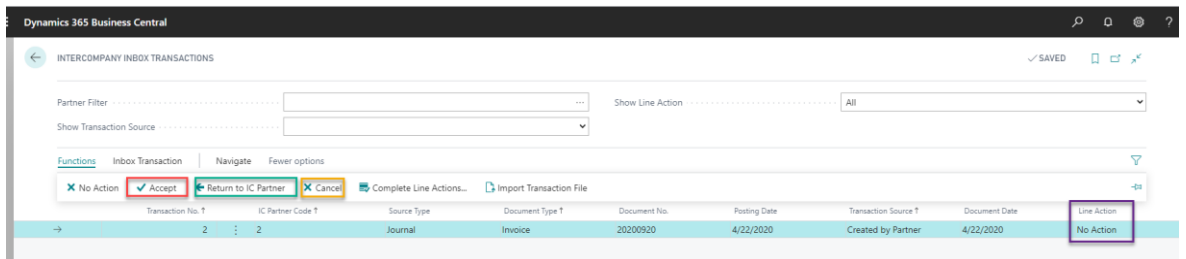 Dynamics 365 Business Central
INTERCOMPANY INBOX TRANSACTIONS
SAVED
Partner Filter
Show Line Action
All
Show Transaction Source
Functions Inbox Transaction Navigate Fewer options
No Action Accept Return to IC Partner Cancel Complete Line Actions... Import Transaction File
Transaction No. ↑ IC Partner Code ↑ Source Type Document Type ↑ Document No. Posting Date Transaction Source ↑ Document Date Line Action
2 2 Journal Invoice 20200920 4/22/2020 Created by Partner 4/22/2020 No Action